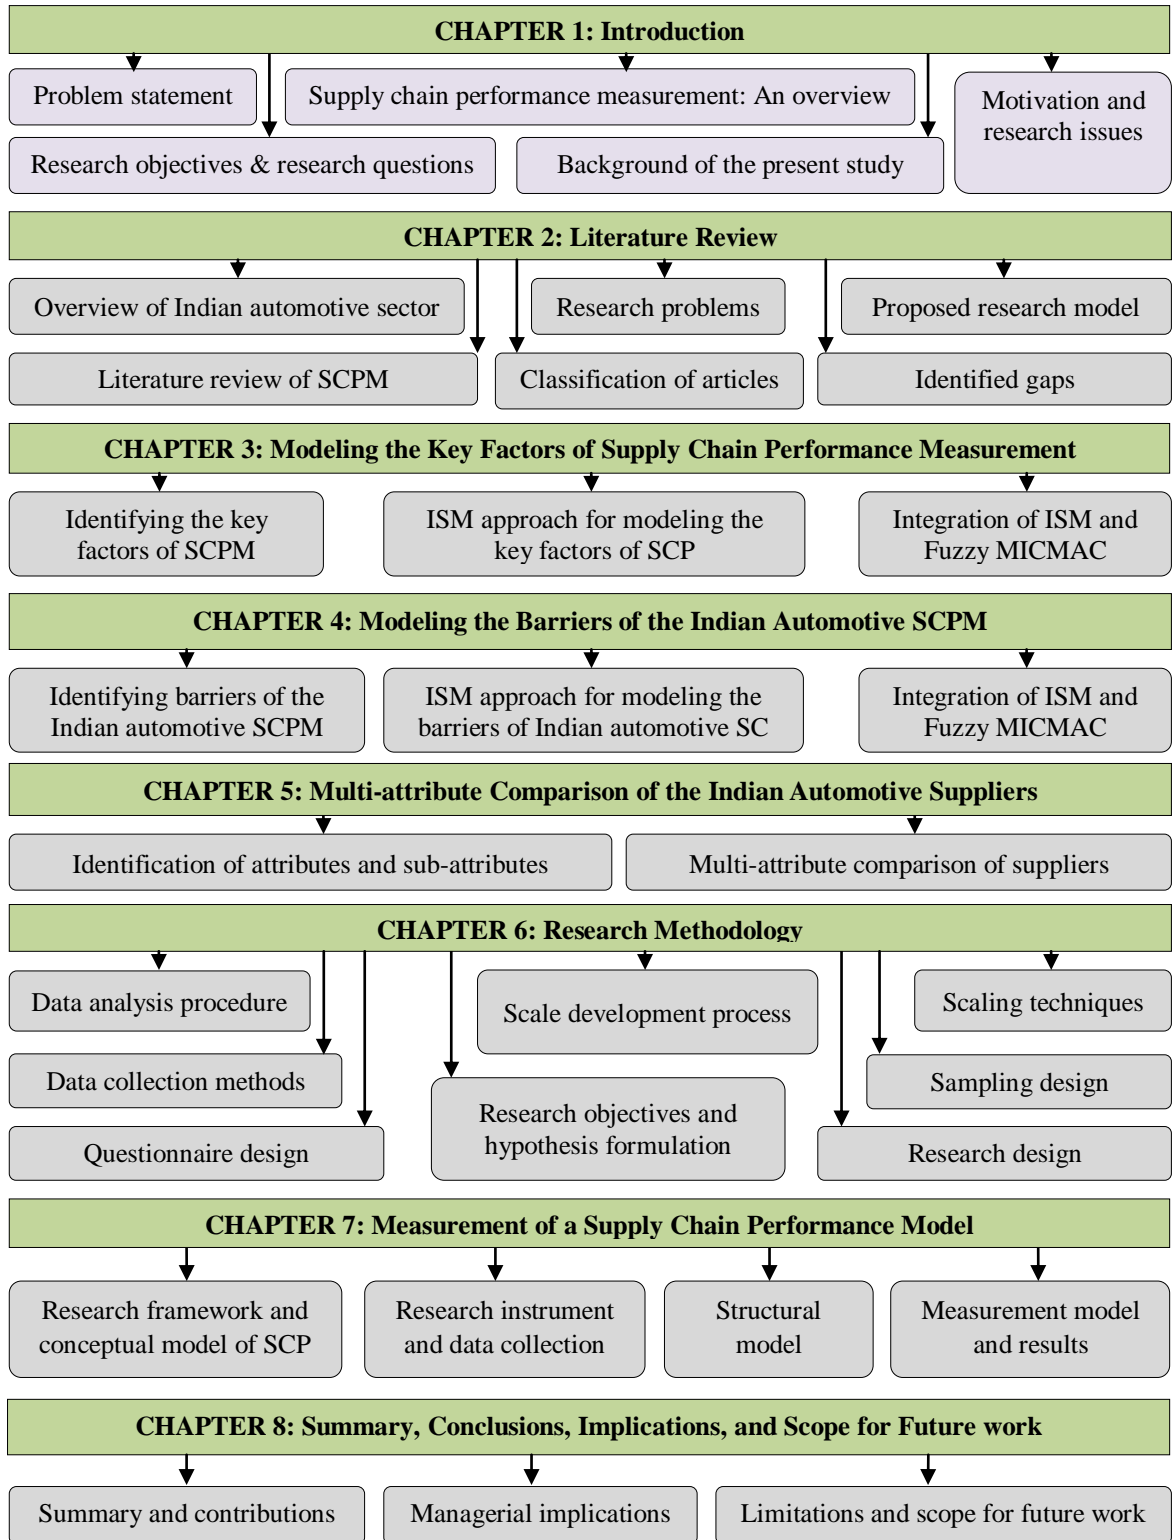 CHAPTER 1: Introduction
Problem statement
Supply chain performance measurement: An overview
Motivation and
research issues
Research objectives & research questions
Background of the present study
CHAPTER 2: Literature Review
Overview of Indian automotive sector
Research problems
Proposed research model
Literature review of SCPM
Classification of articles
Identified gaps
CHAPTER 3: Modeling the Key Factors of Supply Chain Performance Measurement
Identifying the key
factors of SCPM
ISM approach for modeling the
key factors of SCP
Integration of ISM and
Fuzzy MICMAC
CHAPTER 4: Modeling the Barriers of the Indian Automotive SCPM
Identifying barriers of the
Indian automotive SCPM
ISM approach for modeling the
barriers of Indian automotive SC
Integration of ISM and
Fuzzy MICMAC
CHAPTER 5: Multi-attribute Comparison of the Indian Automotive Suppliers
Identification of attributes and sub-attributes
Multi-attribute comparison of suppliers
CHAPTER 6: Research Methodology
Data analysis procedure
Scale development process
Scaling techniques
Data collection methods
Sampling design
Research objectives and
hypothesis formulation
Questionnaire design
Research design
CHAPTER 7: Measurement of a Supply Chain Performance Model
Research framework and
conceptual model of SCP
Research instrument
and data collection
Structural
model
Measurement model
and results
CHAPTER 8: Summary, Conclusions, Implications, and Scope for Future work
Summary and contributions
Managerial implications
Limitations and scope for future work